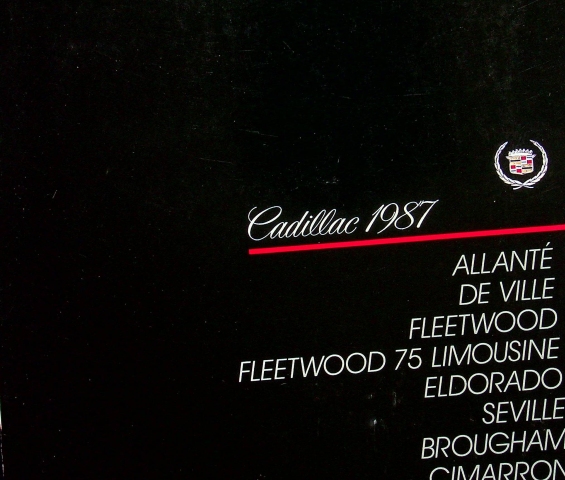 Cadillac 1987
ALLANTÉ
DE VILLE
FLEETWOOD
FLEETWOOD 75 LIMOUSINE
ELDORADO
SEVILLE
BROUGHAM
CIMARRON